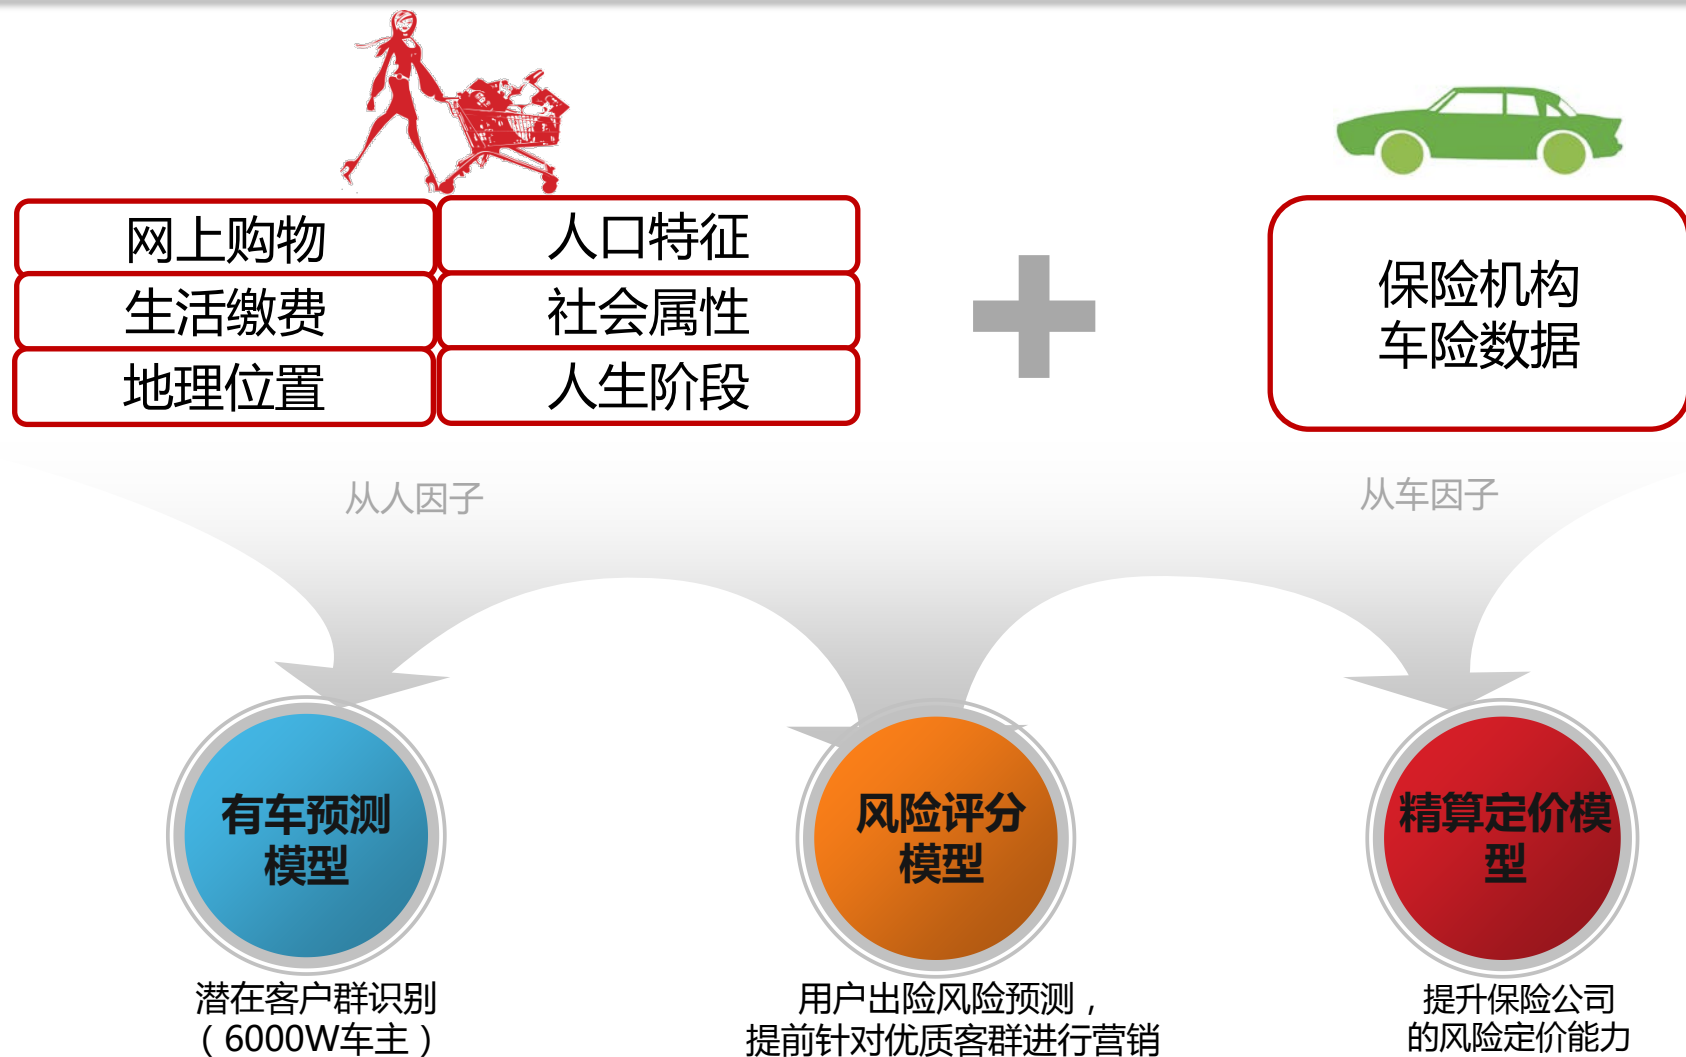 网上购物
人口特征
生活缴费
社会属性
地理位置
人生阶段
保险机构
车险数据
从人因子
从车因子
有车预测
模型
风险评分
模型
精算定价模
型
潜在客户群识别
（6000W车主）
用户出险风险预测，
提前针对优质客群进行营销
提升保险公司
的风险定价能力